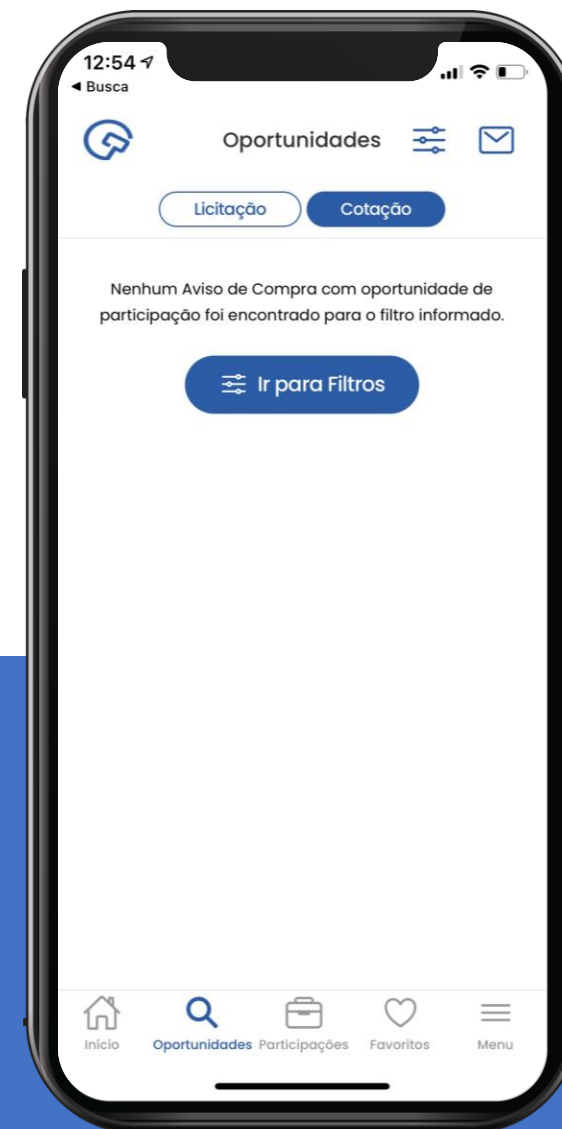 12:54
◀ Busca
Oportunidades
Licitação
Cotação
Nenhum Aviso de Compra com oportunidade de
participação foi encontrado para o filtro informado.
Ir para Filtros
Início
Oportunidades
Participações
Favoritos
Menu